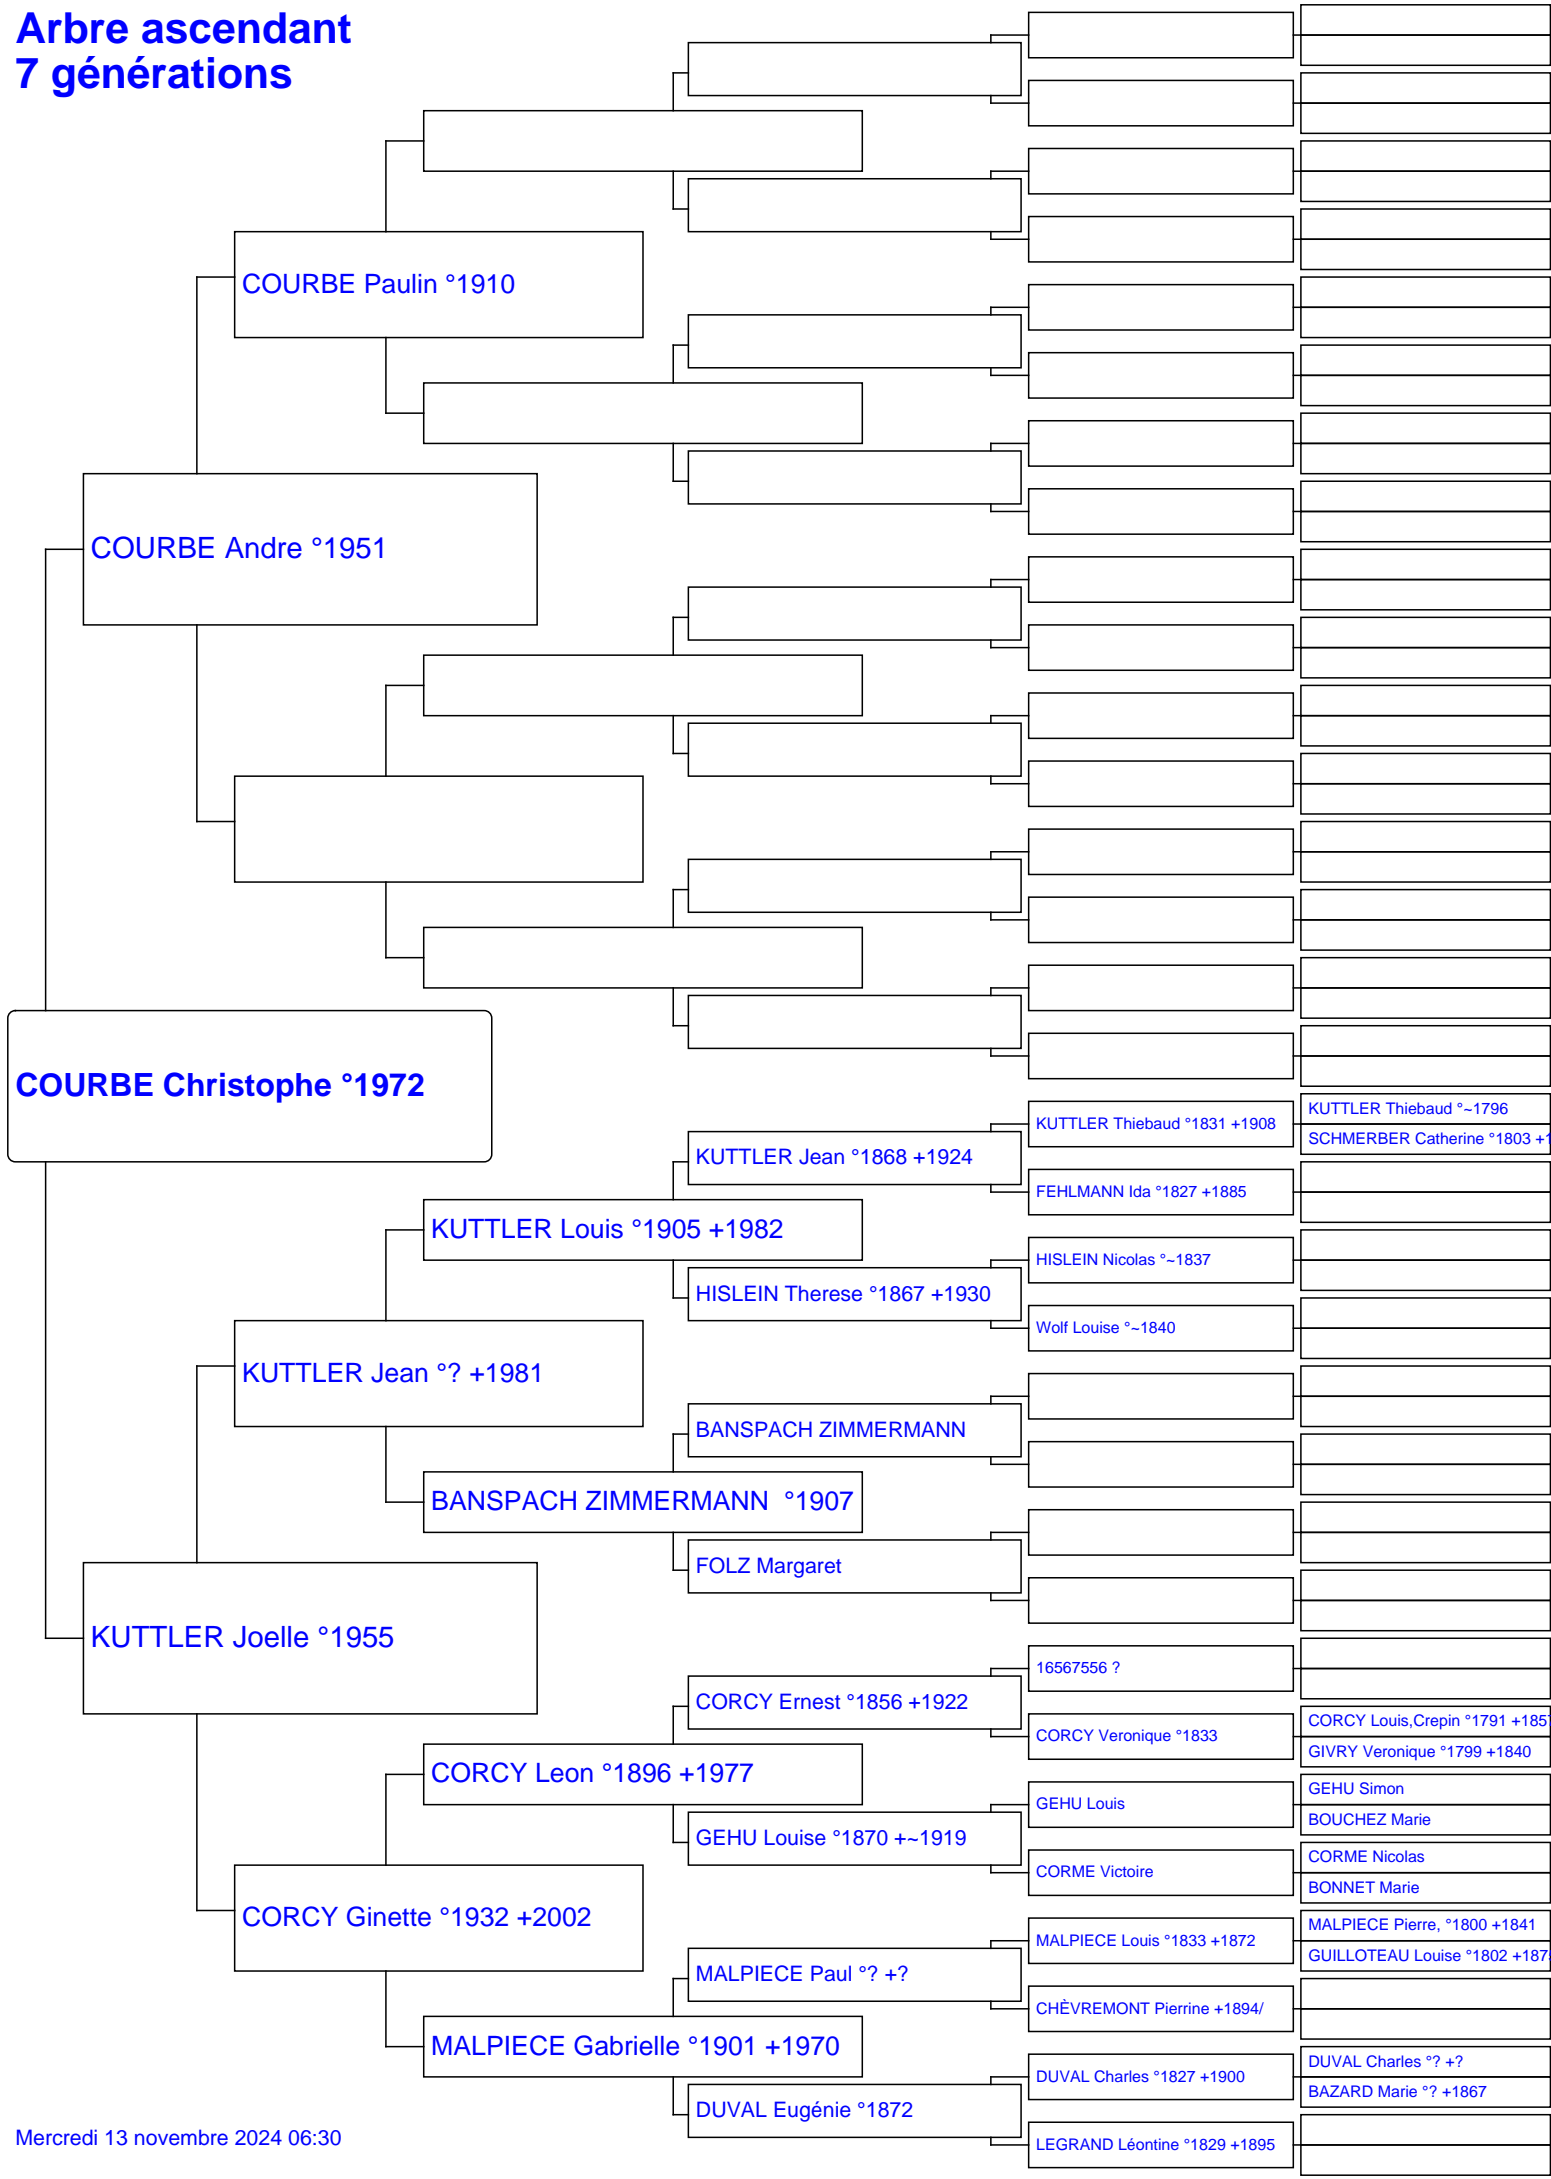 Arbre ascendant
7 générations
COURBE Paulin °1910
COURBE Andre °1951
COURBE Christophe °1972
KUTTLER Thiebaud °~1796
KUTTLER Thiebaud °1831 +1908
SCHMERBER Catherine °1803 +1
KUTTLER Jean °1868 +1924
FEHLMANN Ida °1827 +1885
KUTTLER Louis °1905 +1982
HISLEIN Nicolas °~1837
HISLEIN Therese °1867 +1930
Wolf Louise °~1840
KUTTLER Jean °? +1981
BANSPACH ZIMMERMANN
BANSPACH ZIMMERMANN  °1907
FOLZ Margaret
KUTTLER Joelle °1955
16567556 ?
CORCY Ernest °1856 +1922
CORCY Louis,Crepin °1791 +185
CORCY Veronique °1833
GIVRY Veronique °1799 +1840
CORCY Leon °1896 +1977
GEHU Simon
GEHU Louis
BOUCHEZ Marie
GEHU Louise °1870 +~1919
CORME Nicolas
CORME Victoire
BONNET Marie
CORCY Ginette °1932 +2002
MALPIECE Pierre, °1800 +1841
MALPIECE Louis °1833 +1872
GUILLOTEAU Louise °1802 +187
MALPIECE Paul °? +?
CHÈVREMONT Pierrine +1894/
MALPIECE Gabrielle °1901 +1970
DUVAL Charles °? +?
DUVAL Charles °1827 +1900
BAZARD Marie °? +1867
DUVAL Eugénie °1872
LEGRAND Léontine °1829 +1895
Mercredi 13 novembre 2024 06:30